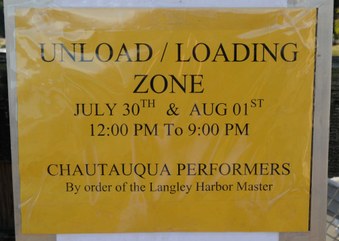 UNLOAD / LOADING
ZONE
JULY 30TH & AUG 01ST
12:00 PM To 9:00 PM
CHAUTAUQUA PERFORMERS
By order of the Langley Harbor Master